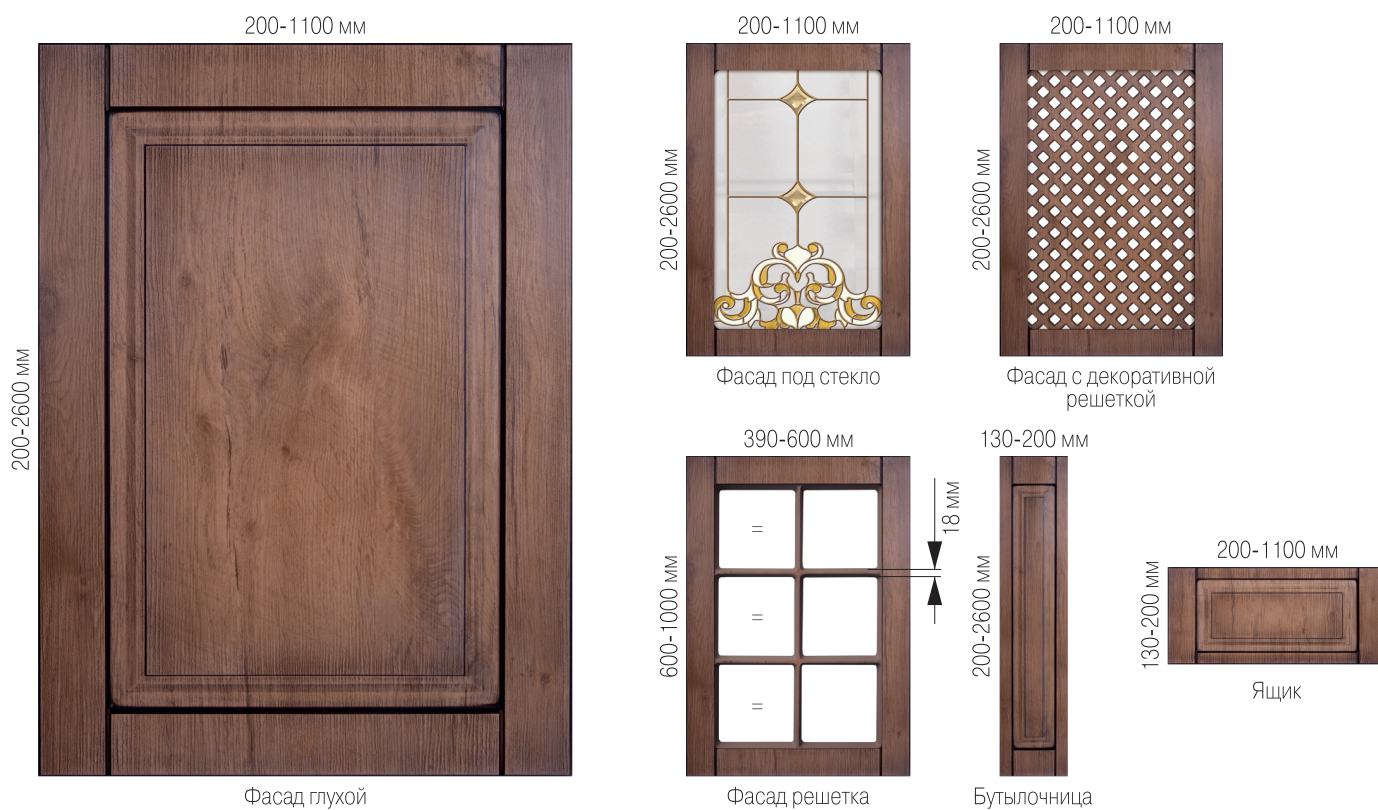 200-1100 мм
200-2600 мм
Фасад глухой
200-1100 мм
200-2600 мм
Фасад под стекло
200-1100 мм
200-2600 мм
Фасад с декоративной
решеткой
390-600 мм
600-1000 мм
=
=
=
18 мм
Фасад решетка
130-200 мм
200-2600 мм
Бутылочница
200-1100 мм
130-200 мм
Ящик